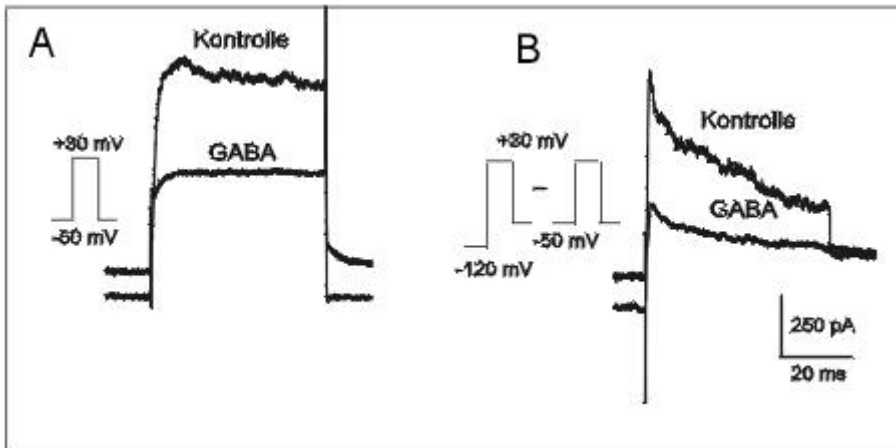 A
Kontrolle
+30 mV
GABA
-50 mV
B
Kontrolle
+30 mV
GABA
-50 mV
-120 mV
250 pA
20 ms